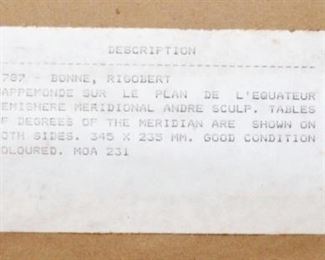 DESCRIPTION
787 - BONNE, RIGOBERT
APPEMONDE SUR LE PLAN DE L'EQUATEUR
EMISHERE MERIDIONAL ANDRE SCULP. TABLES
F DEGREES OF THE MERIDIAN ARE SHOWN ON
OTH SIDES. 345 X 235 MM. GOOD CONDITION
OLOURED. MOA 231